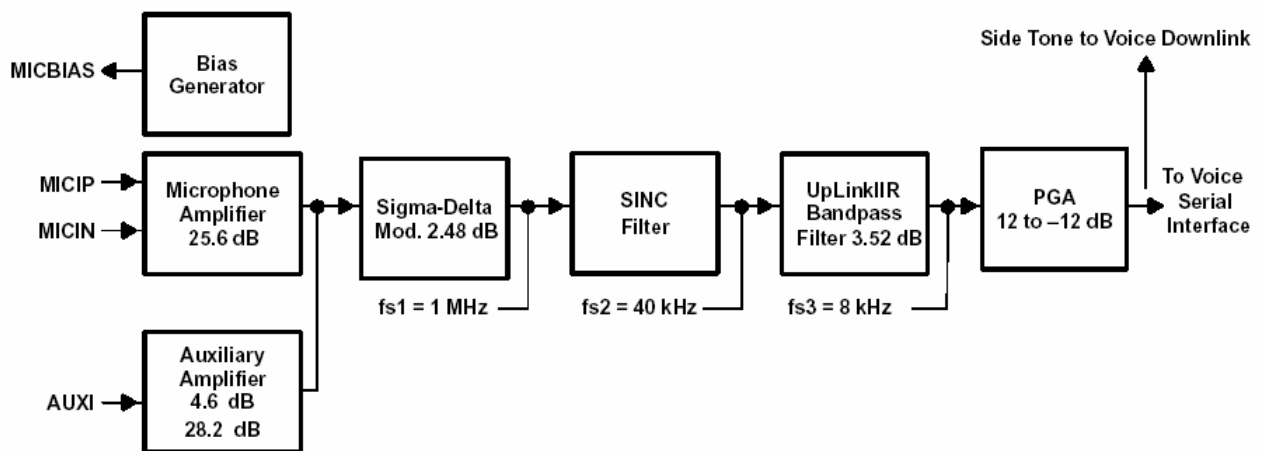 Side Tone to Voice Downlink
MICBIAS
Bias
Generator
MICIP
MICIN
Microphone
Amplifier
25.6 dB
Sigma-Delta
Mod. 2.48 dB
SINC
Filter
UpLinkIIR
Bandpass
Filter 3.52 dB
PGA
12 to –12 dB
To Voice
Serial
Interface
fs1 = 1 MHz
fs2 = 40 kHz
fs3 = 8 kHz
AUXI
Auxiliary
Amplifier
4.6 dB
28.2 dB